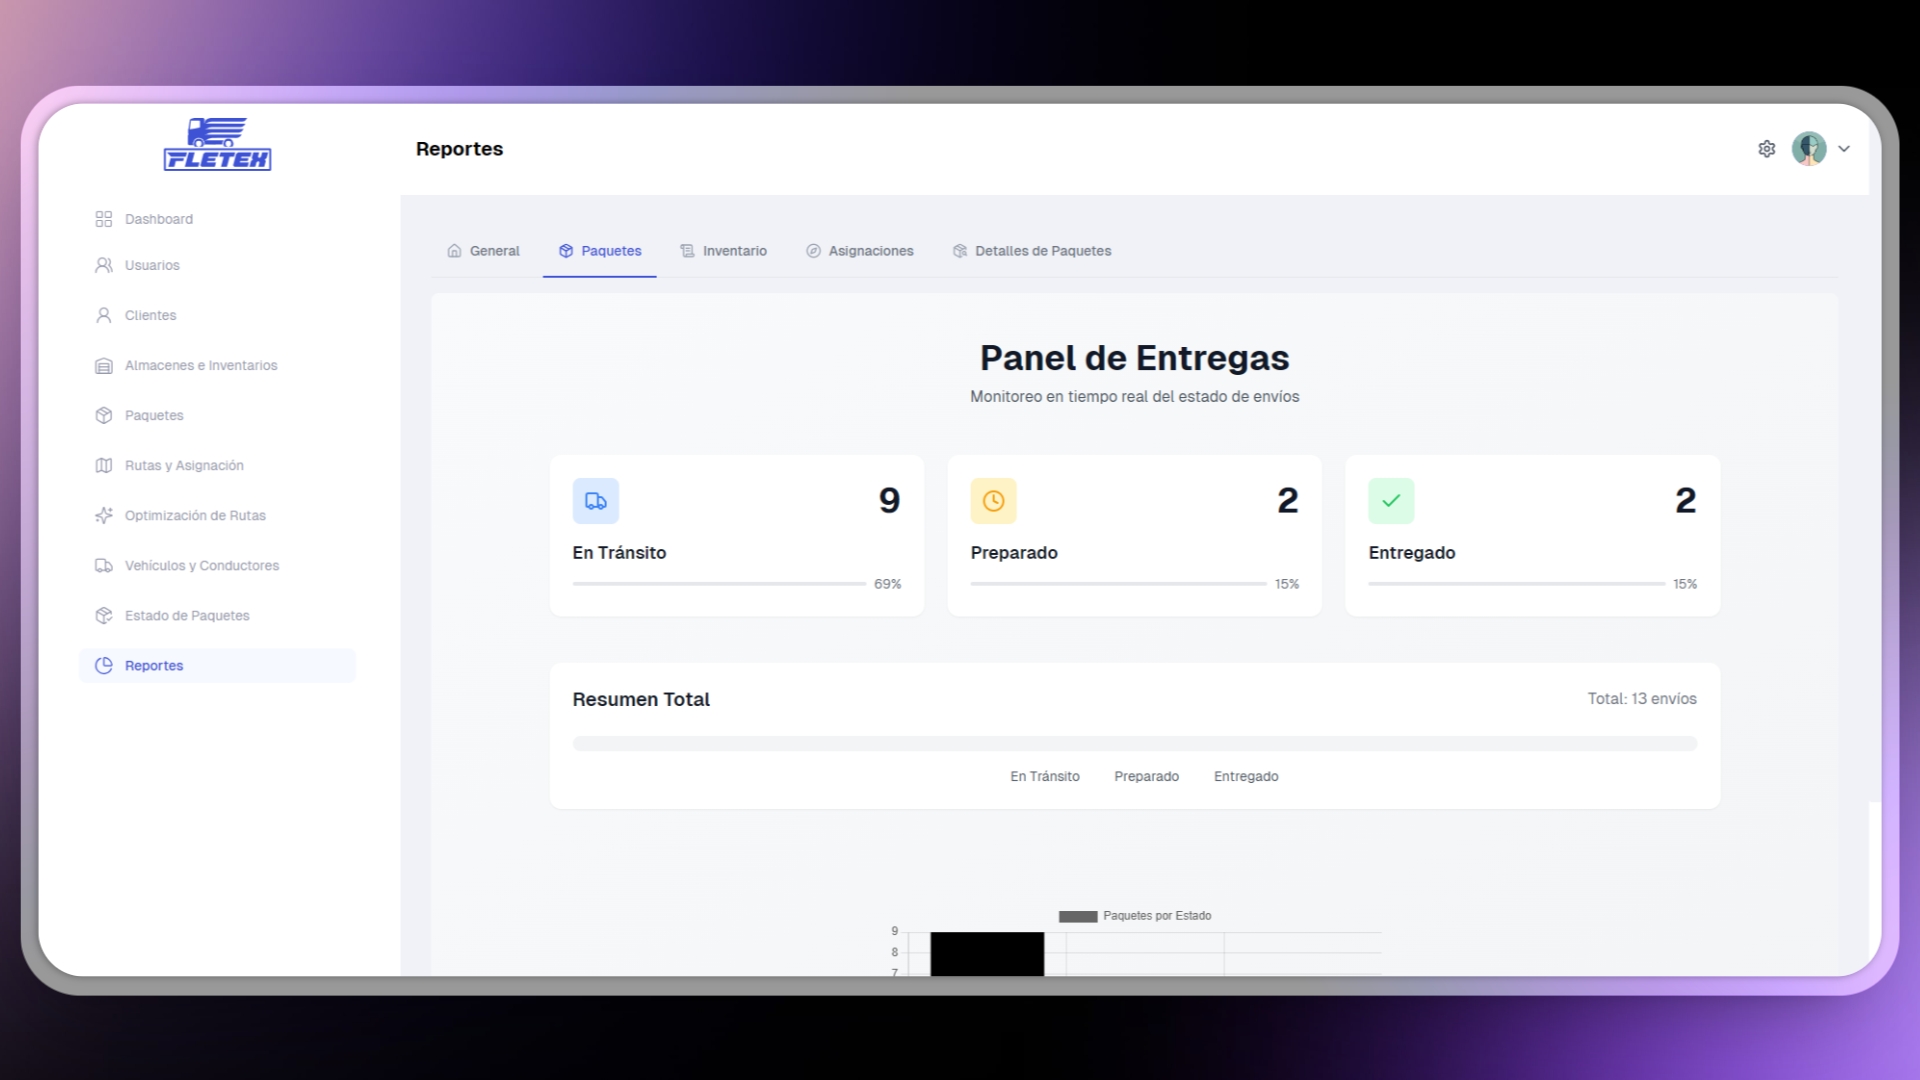 FLETEX
Reportes
Dashboard
Usuarios
Clientes
Almacenes e Inventarios
Paquetes
Rutas y Asignación
Optimización de Rutas
Vehículos y Conductores
Estado de Paquetes
Reportes
General
Paquetes
Inventario
Asignaciones
Detalles de Paquetes
Panel de Entregas
Monitoreo en tiempo real del estado de envíos
9
En Tránsito
69%
2
Preparado
15%
2
Entregado
15%
Resumen Total
Total: 13 envíos
En Tránsito
Preparado
Entregado
Paquetes por Estado
9
8
7